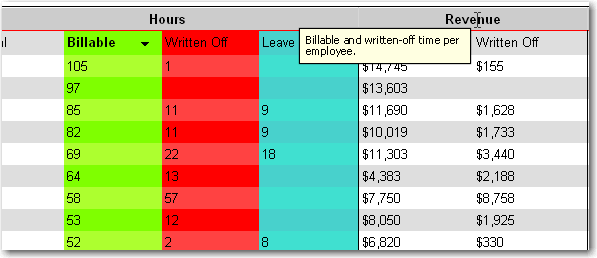 Hours Revenue
Billable Written Off Leave Written Off
Billable and written-off time per
employee.
105 1 $14,745 $155
97 $13,603
85 11 9 $11,690 $1,628
82 11 9 $10,019 $1,733
69 22 18 $11,303 $3,440
64 13 $4,383 $2,188
58 57 $7,750 $8,758
53 12 $8,050 $1,925
52 2 8 $6,820 $330